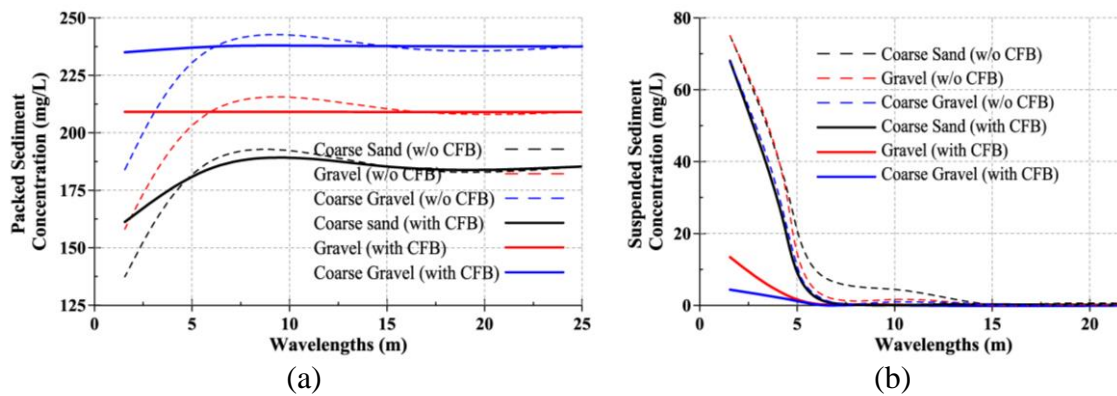 250
225
200
175
150
125
Packed Sediment
Concentration (mg/L)
0
5
10
15
20
25
Wavelengths (m)
Coarse Sand (w/o CFB)
Gravel (w/o CFB)
Coarse Gravel (w/o CFB)
Coarse sand (with CFB)
Gravel (with CFB)
Coarse Gravel (with CFB)
(a)
80
60
40
20
0
Suspended Sediment
Concentration (mg/L)
0
5
10
15
20
Wavelengths (m)
Coarse Sand (w/o CFB)
Gravel (w/o CFB)
Coarse Gravel (w/o CFB)
Coarse Sand (with CFB)
Gravel (with CFB)
Coarse Gravel (with CFB)
(b)